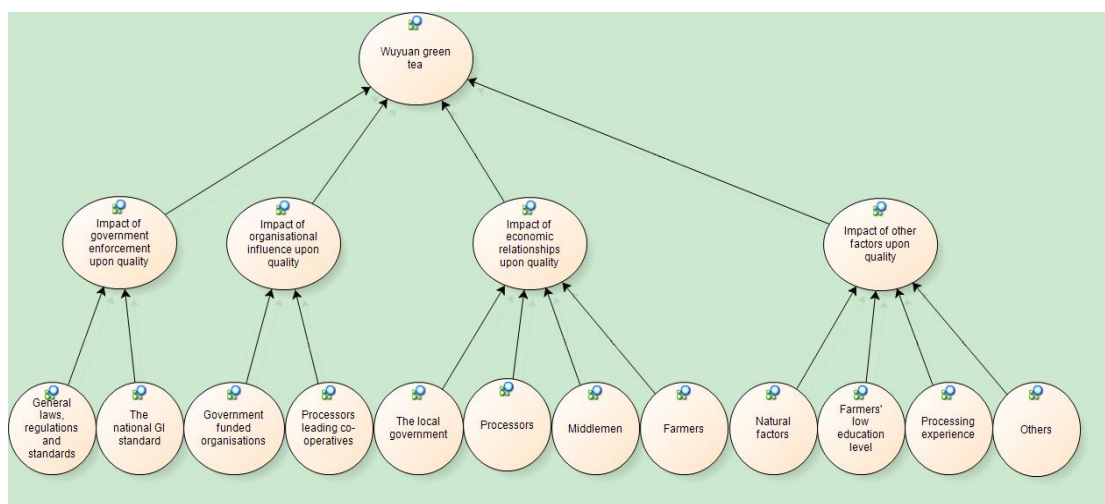 Wuyuan green
tea
Impact of
government
enforcement
upon quality
Impact of
organisational
influence upon
quality
Impact of
economic
relationships
upon quality
Impact of other
factors upon
quality
General
laws,
regulations
and
standards
The
national GI
standard
Government
funded
organisations
Processors
leading co-
operatives
The local
government
Processors
Middlemen
Farmers
Natural
factors
Farmers'
low
education
level
Processing
experience
Others